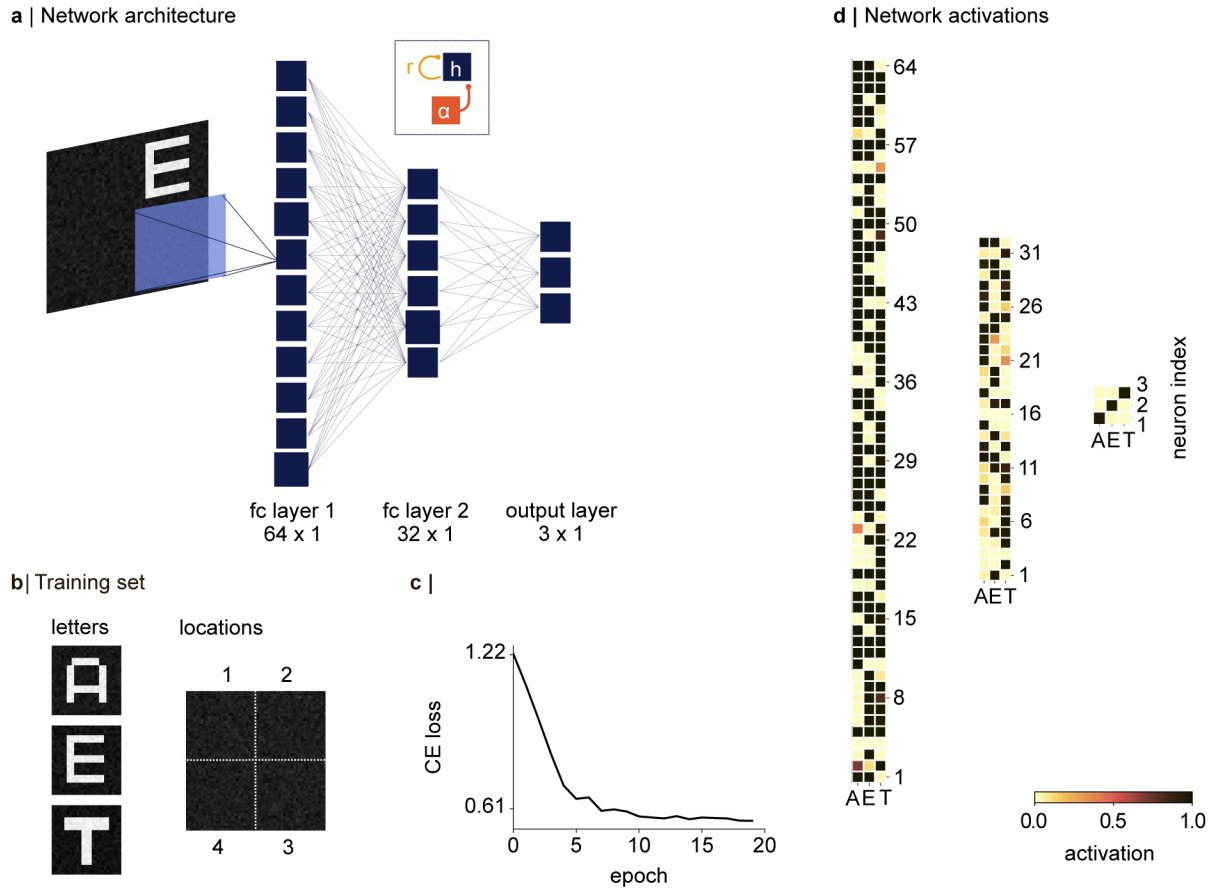 a | Network architecture
E
r
h
α
fc layer 1
64 x 1
fc layer 2
32 x 1
output layer
3 x 1
b| Training set
letters
A
E
T
locations
1
2
4
3
c |
CE loss
1.22
0.61
0
5
10
15
20
epoch
d | Network activations
64
57
50
43
36
29
22
15
8
1
A E T
31
26
21
16
11
6
1
AET
3
2
1
AET
neuron index
0.0
0.5
1.0
activation